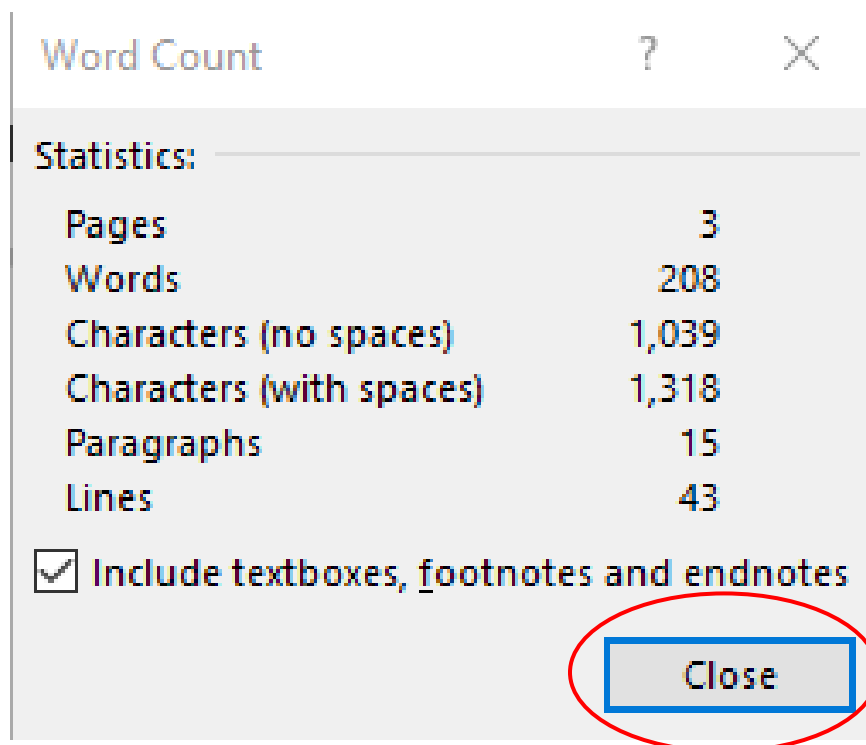 Word Count ?
Statistics:
Pages 3
Words 208
Characters (no spaces) 1,039
Characters (with spaces) 1,318
Paragraphs 15
Lines 43
Include textboxes, footnotes and endnotes
Close